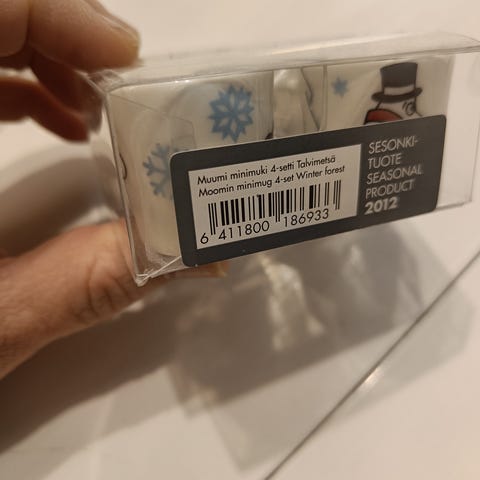 Muumi minimuki 4-setti Talvimetsä
Moomin minimug 4-set Winter forest
6 411800 186933
SESONKI-
TUOTE
SEASONAL
PRODUCT
2012